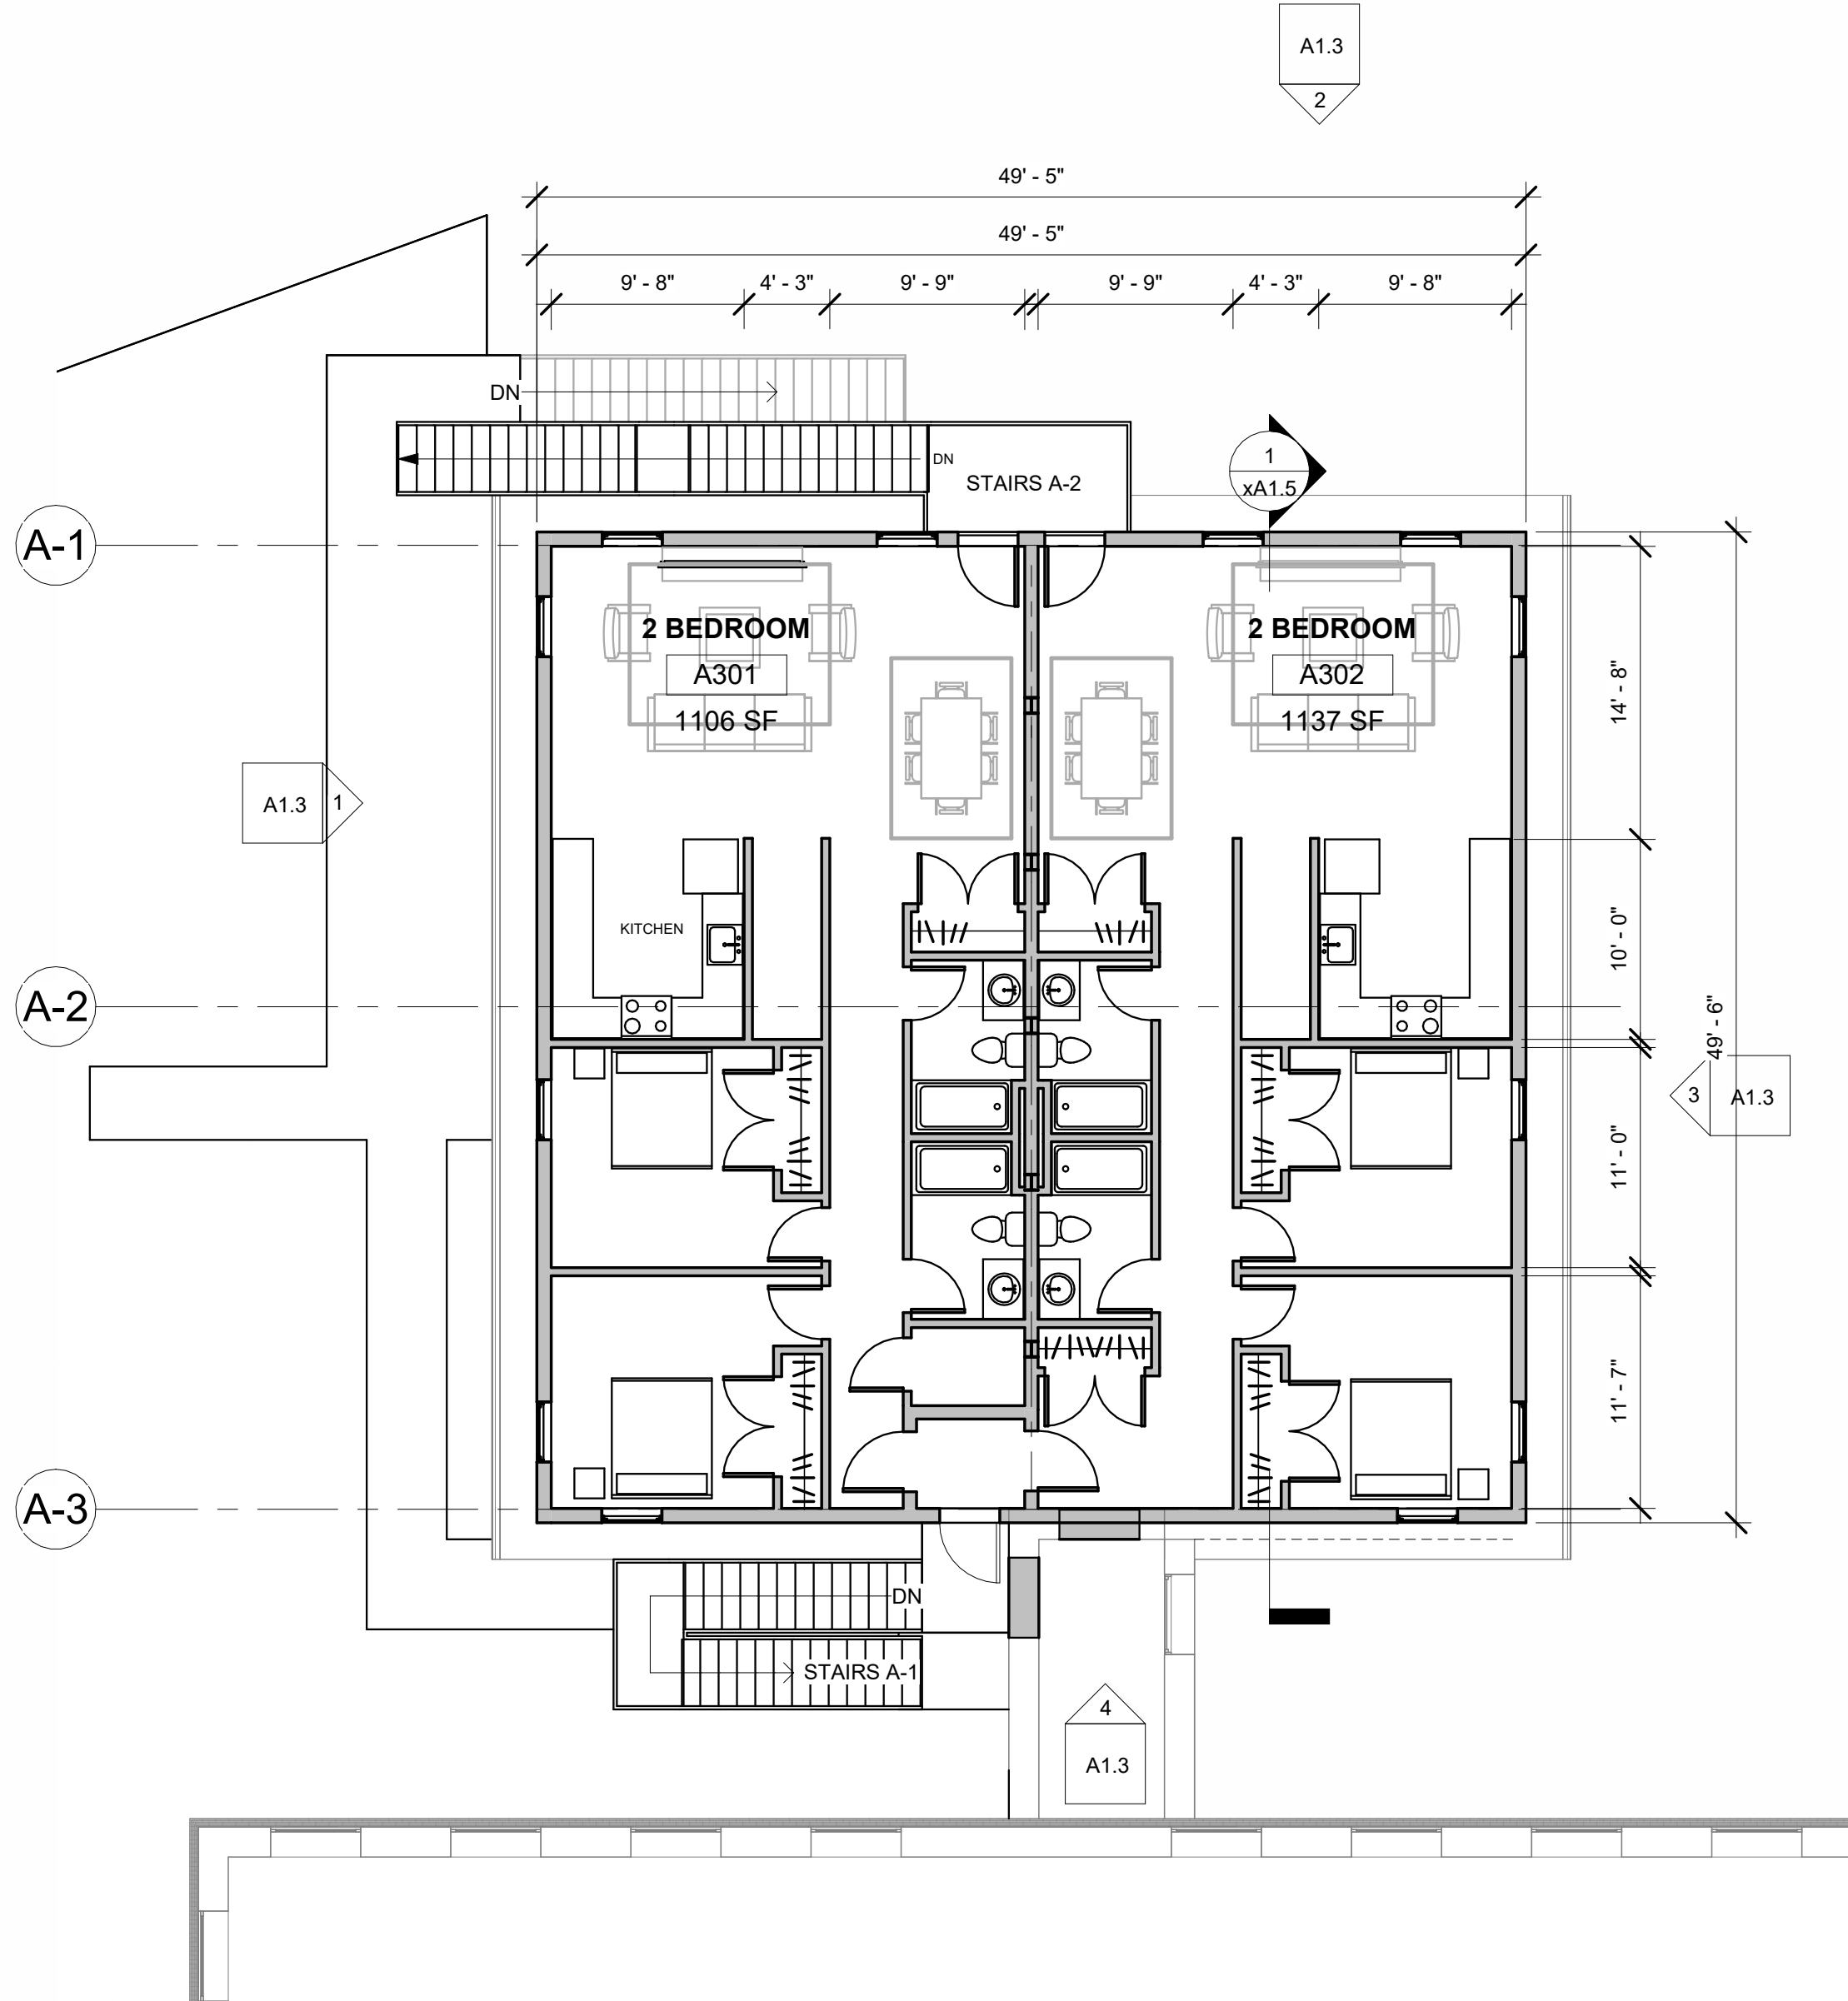 A1.3
2
49' - 5"
49' - 5"
9' - 8"
4' - 3"
9' - 9"
9' - 9"
4' - 3"
9' - 8"
DN
DN
STAIRS A-2
1
xA1.5
A-1
2 BEDROOM
A301
1106 SF
2 BEDROOM
A302
1137 SF
14' - 8"
A1.3
1
KITCHEN
10' - 0"
A-2
49' - 6"
3
A1.3
11' - 0"
11' - 7"
A-3
DN
STAIRS A-1
4
A1.3